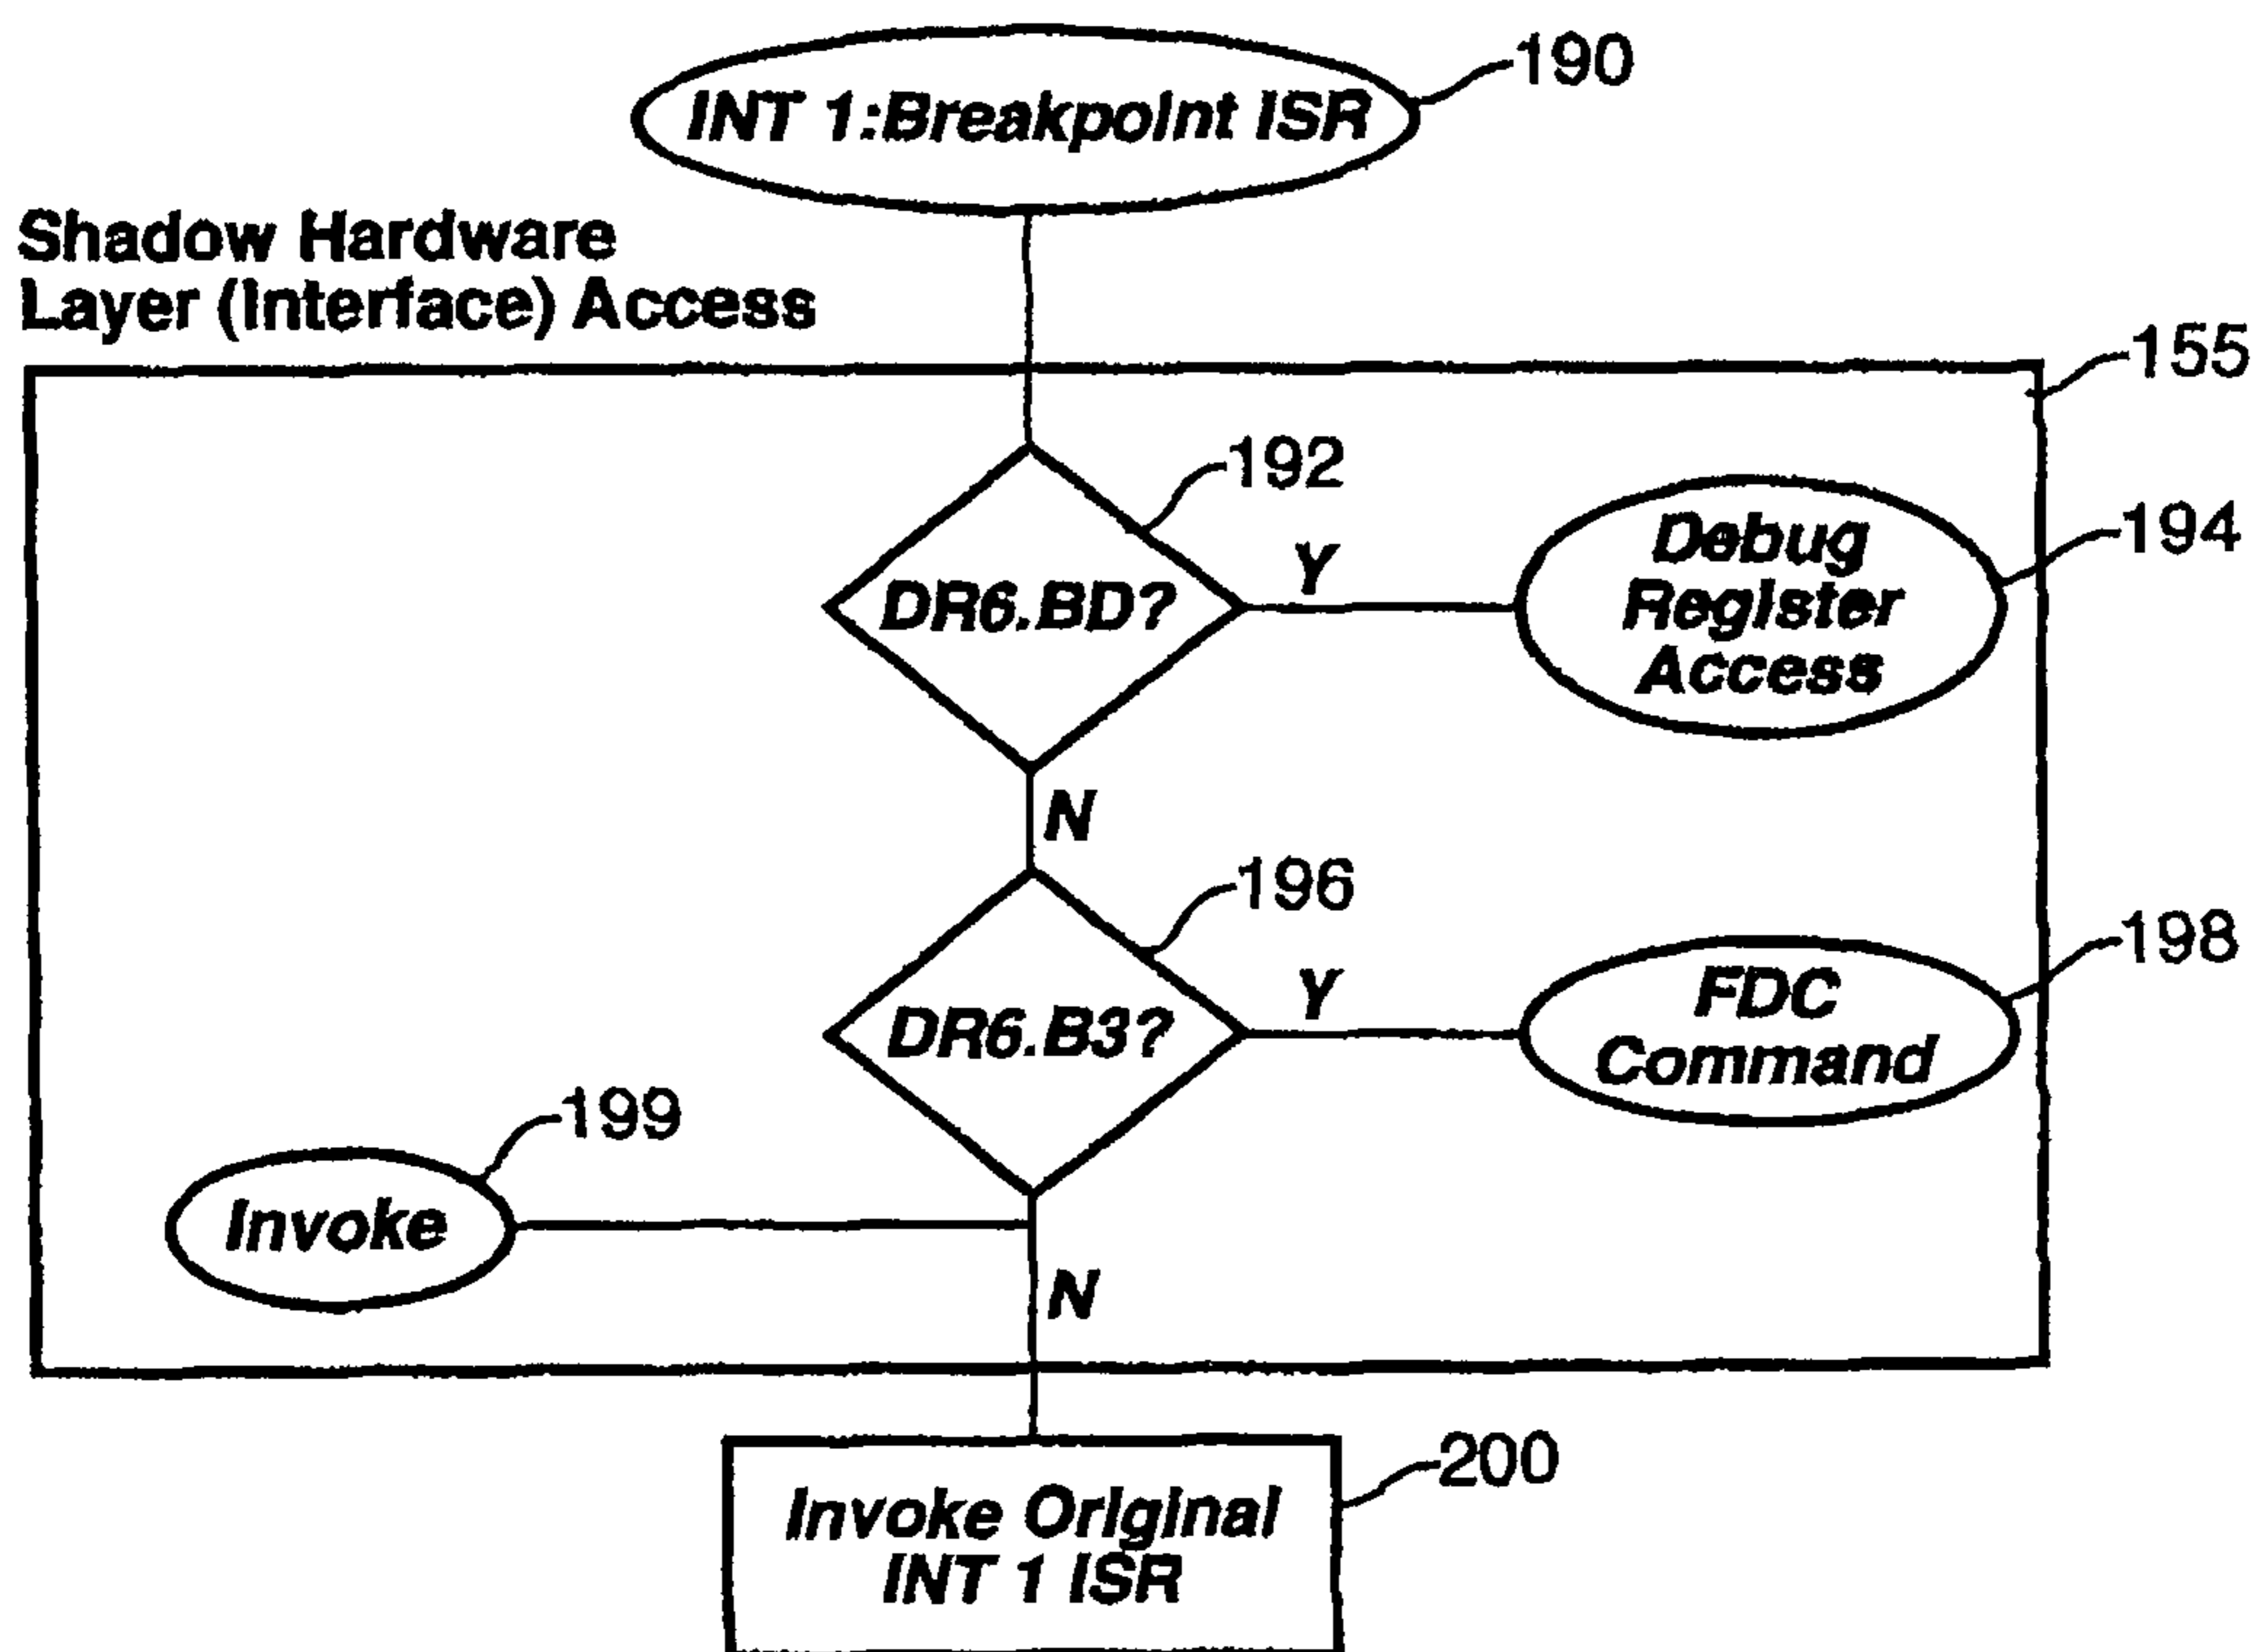 190
INT 1:Breakpoint ISR
Shadow Hardware
Layer (Interface) Access
155
192
DR6.BD?
Y
Debug
Register
Access
194
N
196
DR6.B3?
Y
FDC
Command
198
199
Invoke
N
200
Invoke Original
INT 1 ISR